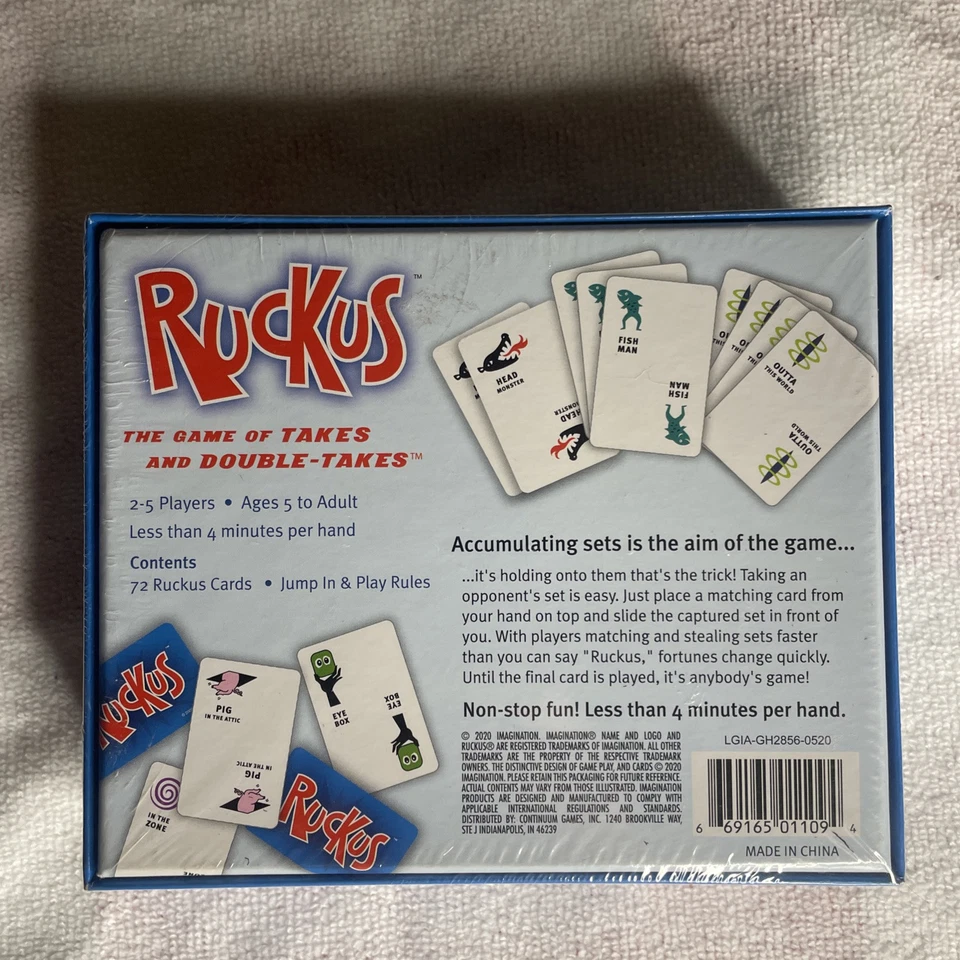 RUCKUS™
THE GAME OF TAKES
AND DOUBLE-TAKES™
2-5 Players • Ages 5 to Adult
Less than 4 minutes per hand
Contents
72 Ruckus Cards • Jump In & Play Rules
HEAD
MONSTER
HEAD
MONSTER
FISH
MAN
FISH
MAN
OUTTA
THIS WORLD
OUTTA
THIS WORLD
Accumulating sets is the aim of the game...
...it's holding onto them that's the trick! Taking an
opponent's set is easy. Just place a matching card from
your hand on top and slide the captured set in front of
you. With players matching and stealing sets faster
than you can say "Ruckus," fortunes change quickly.
Until the final card is played, it's anybody's game!
Non-stop fun! Less than 4 minutes per hand.
RUCKUS
PIG
IN THE ATTIC
PIG
IN THE ATTIC
EYE
BOX
EYE
BOX
IN THE
ZONE
RUCKUS
© 2020 IMAGINATION. IMAGINATION® NAME AND LOGO AND
RUCKUS® ARE REGISTERED TRADEMARKS OF IMAGINATION. ALL OTHER
TRADEMARKS ARE THE PROPERTY OF THE RESPECTIVE TRADEMARK
OWNERS. THE DISTINCTIVE DESIGN OF GAME PLAY, AND CARDS © 2020
IMAGINATION. PLEASE RETAIN THIS PACKAGING FOR FUTURE REFERENCE.
ACTUAL CONTENTS MAY VARY FROM THOSE ILLUSTRATED. IMAGINATION
PRODUCTS ARE DESIGNED AND MANUFACTURED TO COMPLY WITH
APPLICABLE INTERNATIONAL REGULATIONS AND STANDARDS.
DISTRIBUTED BY: CONTINUUM GAMES, INC. 1240 BROOKVILLE WAY,
STE J INDIANAPOLIS, IN 46239
LGIA-GH2856-0520
6 69165 01109 4
MADE IN CHINA